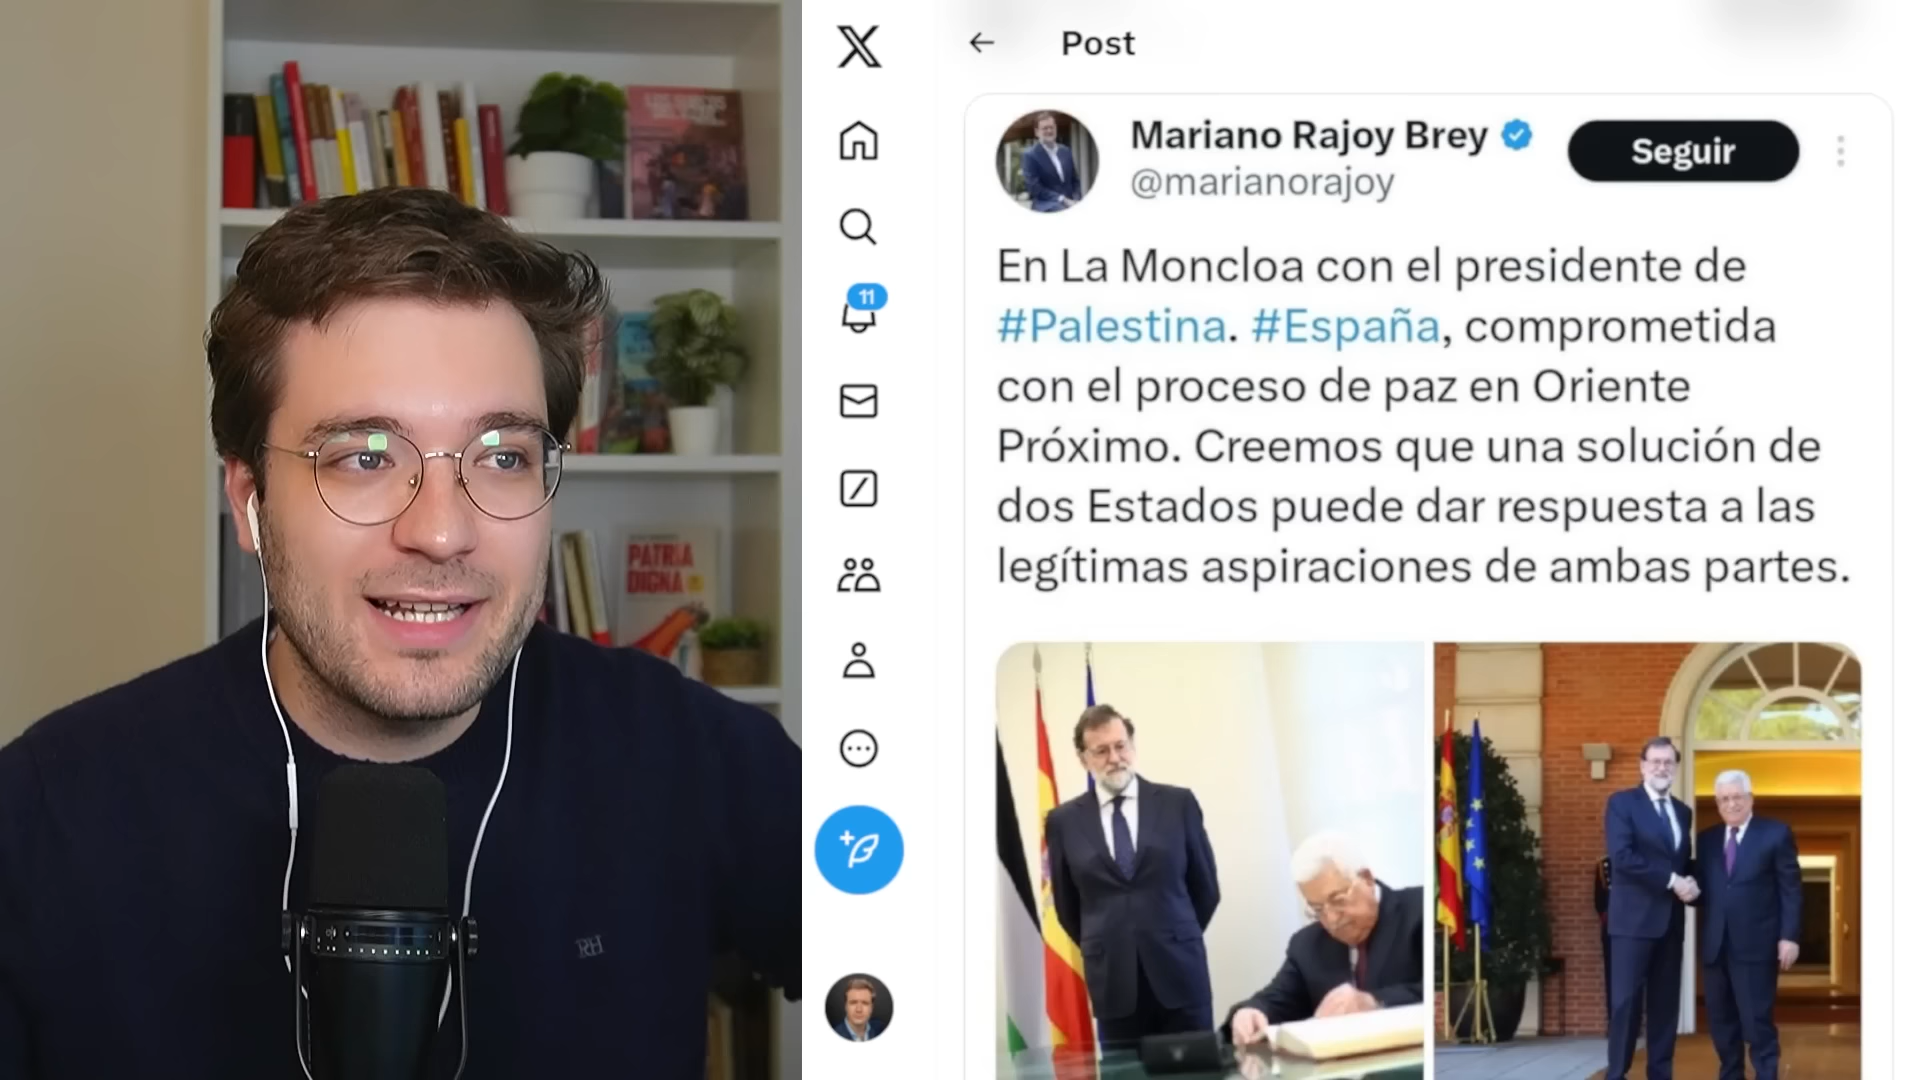 PATRIA
DIGNA
RH
X
11
Post
Mariano Rajoy Brey
@marianorajoy
Seguir
En La Moncloa con el presidente de
#Palestina. #España, comprometida
con el proceso de paz en Oriente
Próximo. Creemos que una solución de
dos Estados puede dar respuesta a las
legítimas aspiraciones de ambas partes.